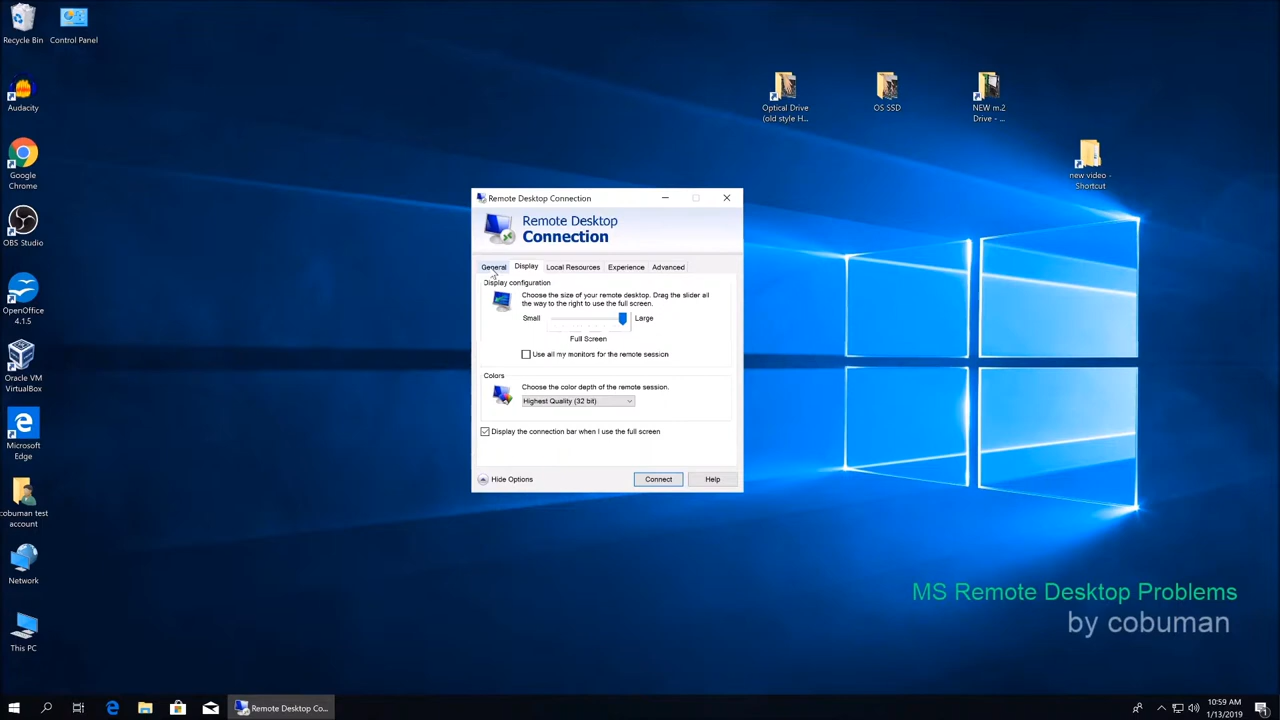 Recycle Bin
Control Panel
Audacity
Google
Chrome
OBS Studio
OpenOffice
4.1.5
Oracle VM
VirtualBox
Microsoft
Edge
cobuman test
account
Network
This PC
Optical Drive
(old style H...
OS SSD
NEW m.2
Drive - ...
new video -
Shortcut
Remote Desktop Connection
Remote Desktop
Connection
General Display Local Resources Experience Advanced
Display configuration
Choose the size of your remote desktop. Drag the slider all
the way to the right to use the full screen.
Small Large
Full Screen
Use all my monitors for the remote session
Colors
Choose the color depth of the remote session.
Highest Quality (32 bit)
Display the connection bar when I use the full screen
Hide Options Connect Help
MS Remote Desktop Problems
by cobuman
Remote Desktop Co...
10:59 AM
1/13/2019
1